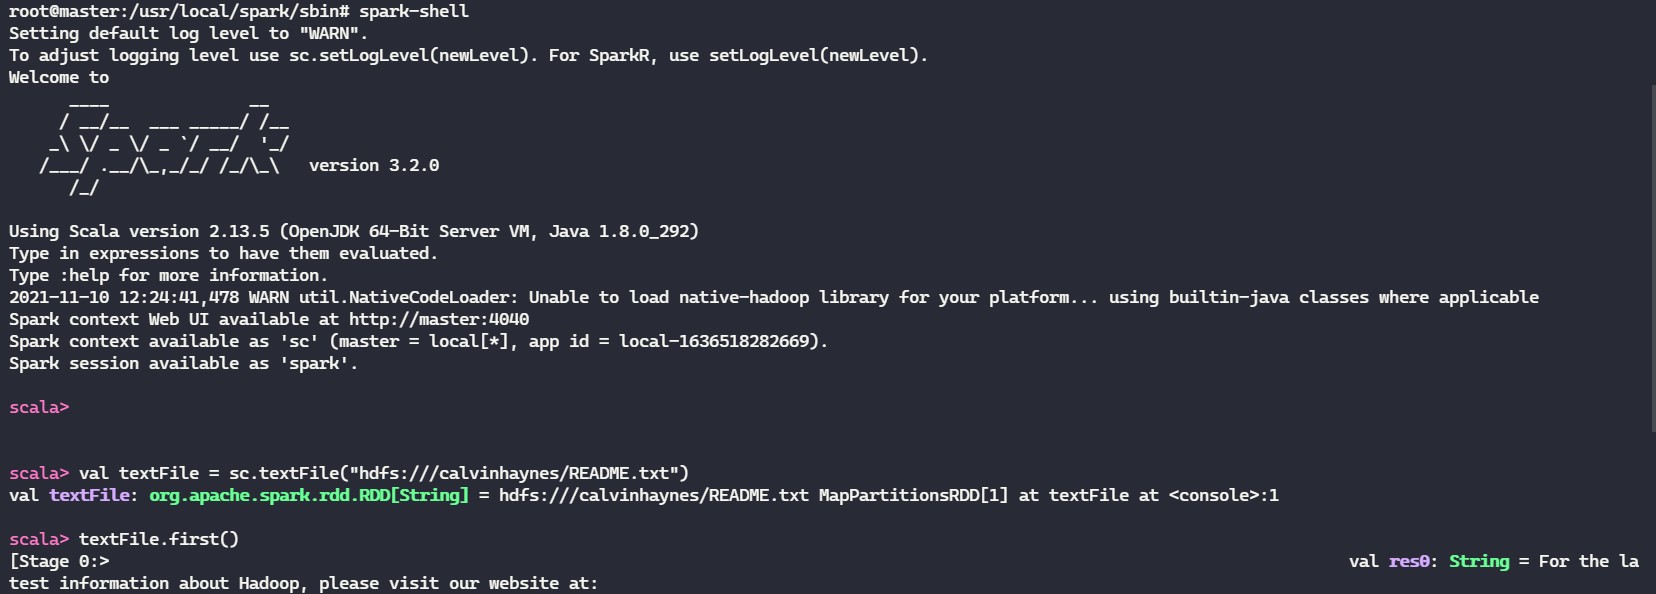 root@master:/usr/local/spark/sbin# spark-shell
Setting default log level to "WARN".
To adjust logging level use sc.setLogLevel(newLevel). For SparkR, use setLogLevel(newLevel).
Welcome to
      ____              __
     / __/__  ___ _____/ /__
    _\ \/ _ \/ _ `/ __/  '_/
   /___/ .__/\_,_/_/ /_/\_\   version 3.2.0
      /_/
Using Scala version 2.13.5 (OpenJDK 64-Bit Server VM, Java 1.8.0_292)
Type in expressions to have them evaluated.
Type :help for more information.
2021-11-10 12:24:41,478 WARN util.NativeCodeLoader: Unable to load native-hadoop library for your platform... using builtin-java classes where applicable
Spark context Web UI available at http://master:4040
Spark context available as 'sc' (master = local[*], app id = local-1636518282669).
Spark session available as 'spark'.
scala>
scala> val textFile = sc.textFile("hdfs:///calvinhaynes/README.txt")
val textFile: org.apache.spark.rdd.RDD[String] = hdfs:///calvinhaynes/README.txt MapPartitionsRDD[1] at textFile at <console>:1
scala> textFile.first()
[Stage 0:> val res0: String = For the la
test information about Hadoop, please visit our website at: